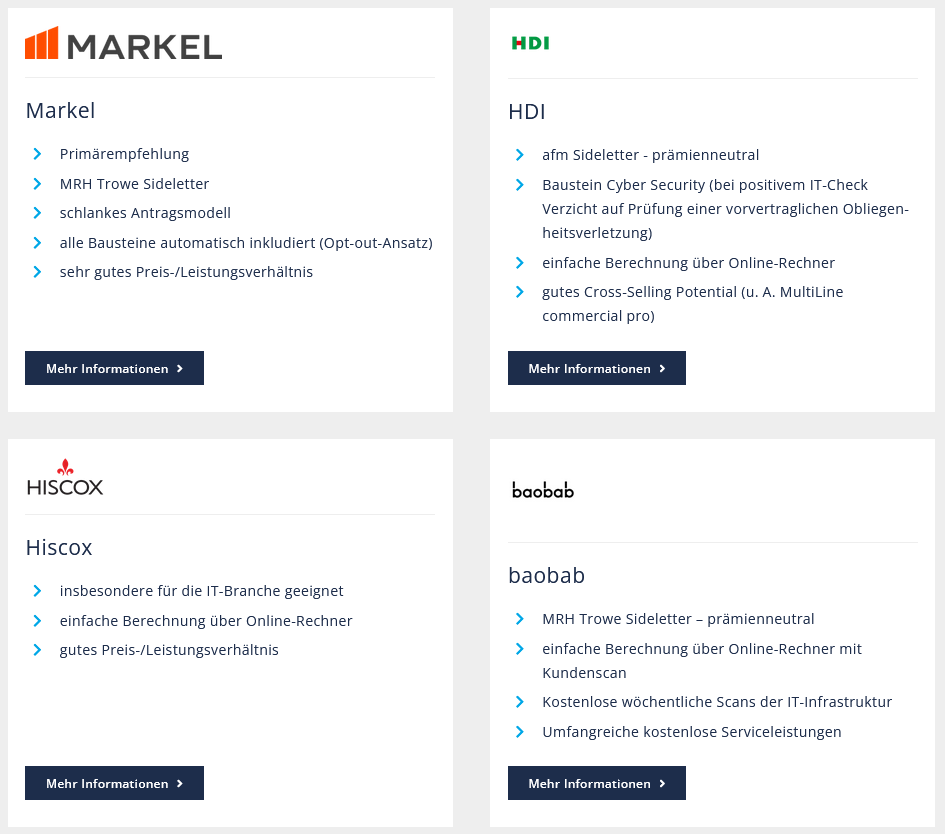 MARKEL
Markel
Primärempfehlung
MRH Trowe Sideletter
schlankes Antragsmodell
alle Bausteine automatisch inkludiert (Opt-out-Ansatz)
sehr gutes Preis-/Leistungsverhältnis
Mehr Informationen
HDI
HDI
afm Sideletter - prämienneutral
Baustein Cyber Security (bei positivem IT-Check
Verzicht auf Prüfung einer vorvertraglichen Obliegen-
heitsverletzung)
einfache Berechnung über Online-Rechner
gutes Cross-Selling Potential (u. A. MultiLine
commercial pro)
Mehr Informationen
HISCOX
Hiscox
insbesondere für die IT-Branche geeignet
einfache Berechnung über Online-Rechner
gutes Preis-/Leistungsverhältnis
Mehr Informationen
baobab
baobab
MRH Trowe Sideletter – prämienneutral
einfache Berechnung über Online-Rechner mit
Kundenscan
Kostenlose wöchentliche Scans der IT-Infrastruktur
Umfangreiche kostenlose Serviceleistungen
Mehr Informationen